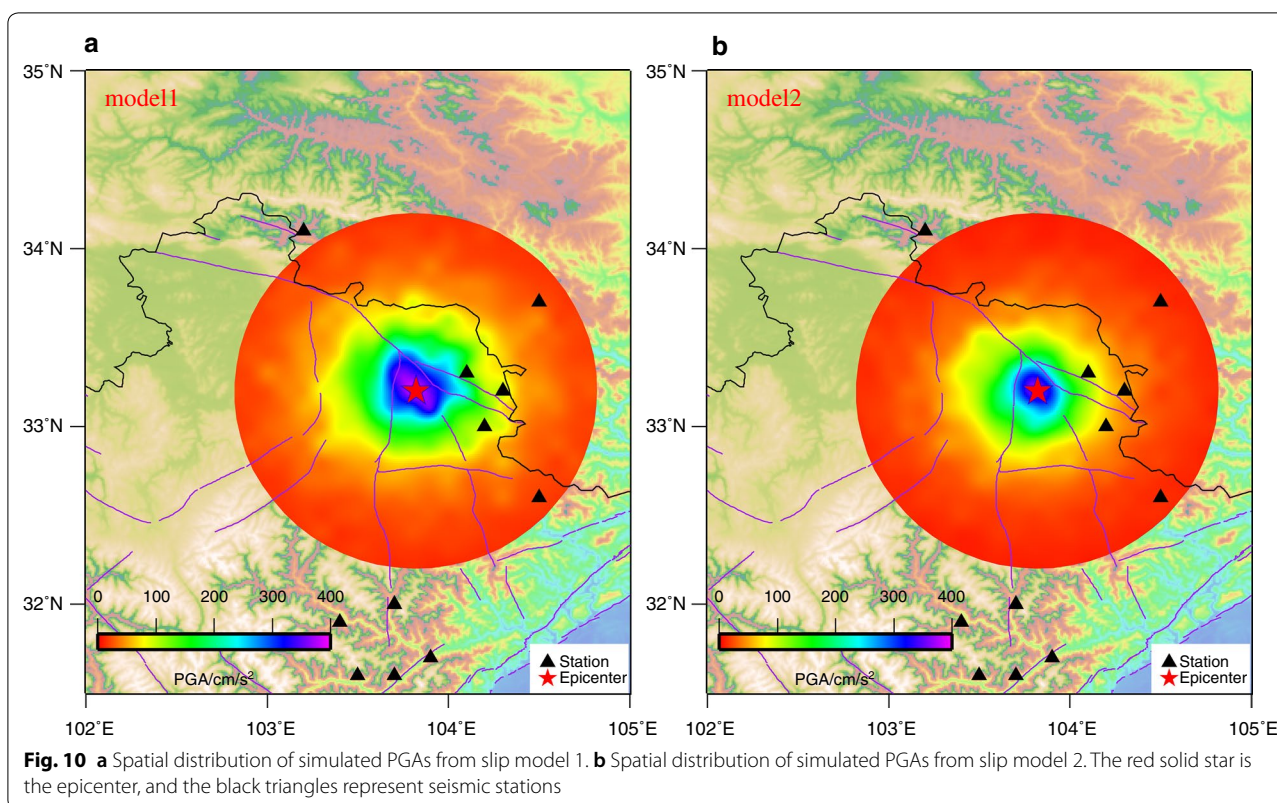 a
b
35˚N
34˚N
33˚N
32˚N
model1
0 100 200 300 400
PGA/cm/s²
Station
Epicenter
102˚E 103˚E 104˚E 105˚E
35˚N
34˚N
33˚N
32˚N
model2
0 100 200 300 400
PGA/cm/s²
Station
Epicenter
102˚E 103˚E 104˚E 105˚E
Fig. 10 a Spatial distribution of simulated PGAs from slip model 1. b Spatial distribution of simulated PGAs from slip model 2. The red solid star is
the epicenter, and the black triangles represent seismic stations